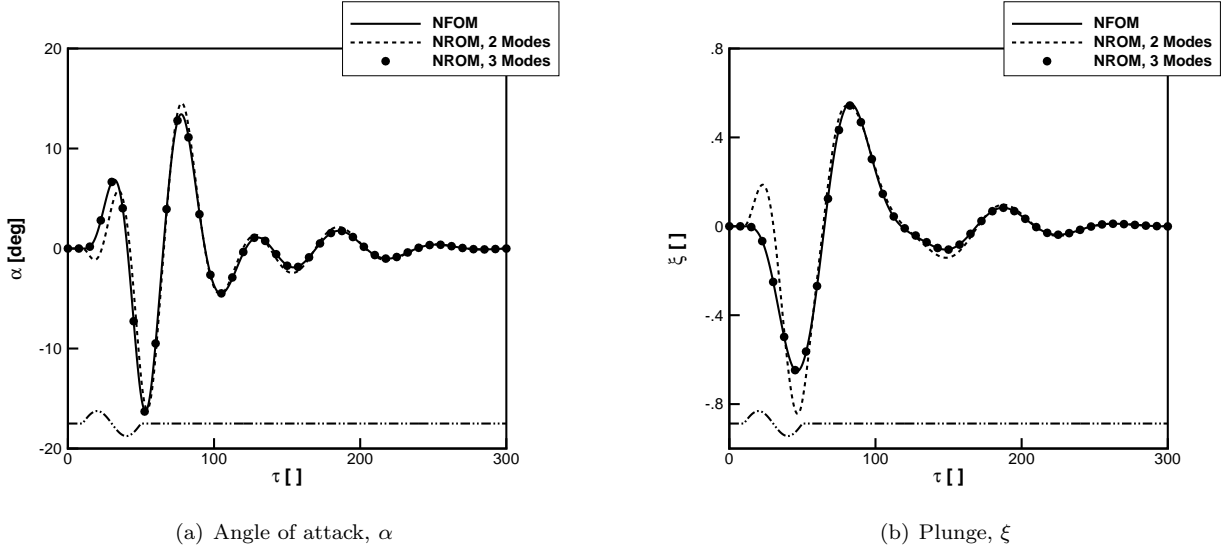 NFOM
NROM, 2 Modes
NROM, 3 Modes
20
10
0
-10
-20
α [deg]
0
100
200
300
τ [ ]
(a) Angle of attack, α
NFOM
NROM, 2 Modes
NROM, 3 Modes
.8
.4
0
-.4
-.8
ξ [ ]
0
100
200
300
τ [ ]
(b) Plunge, ξ